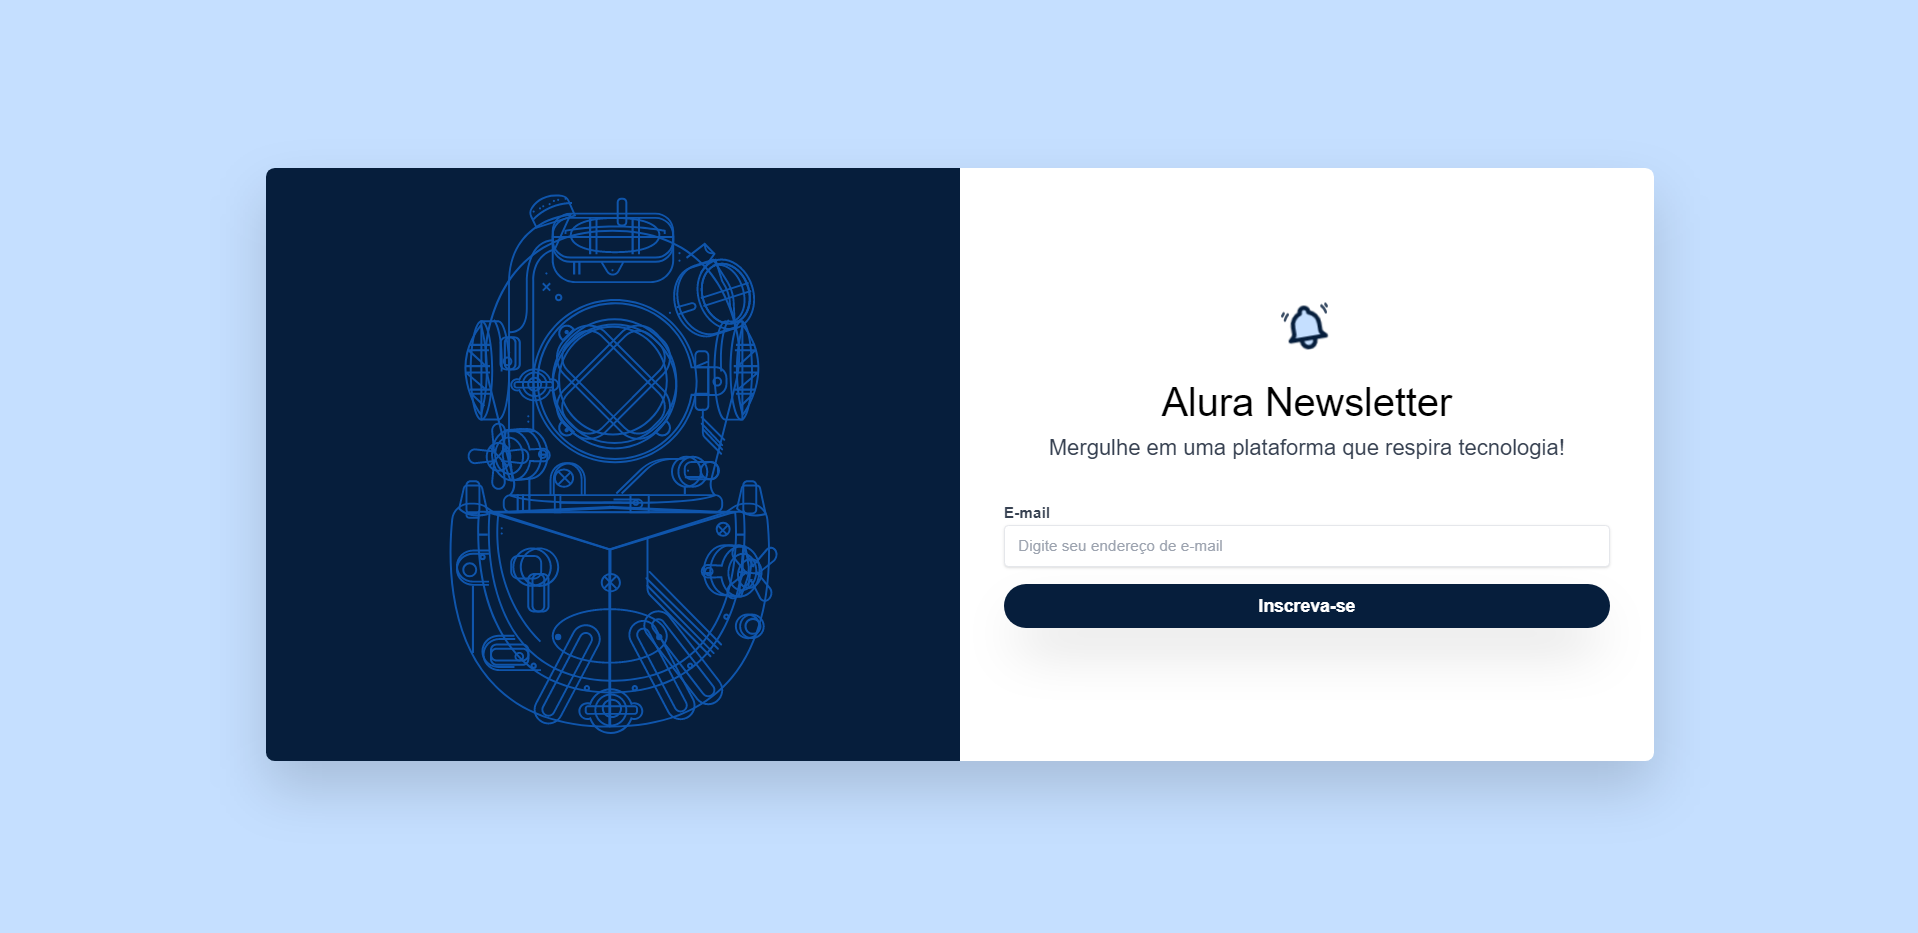 Alura Newsletter
Mergulhe em uma plataforma que respira tecnologia!
E-mail
Digite seu endereço de e-mail
Inscreva-se